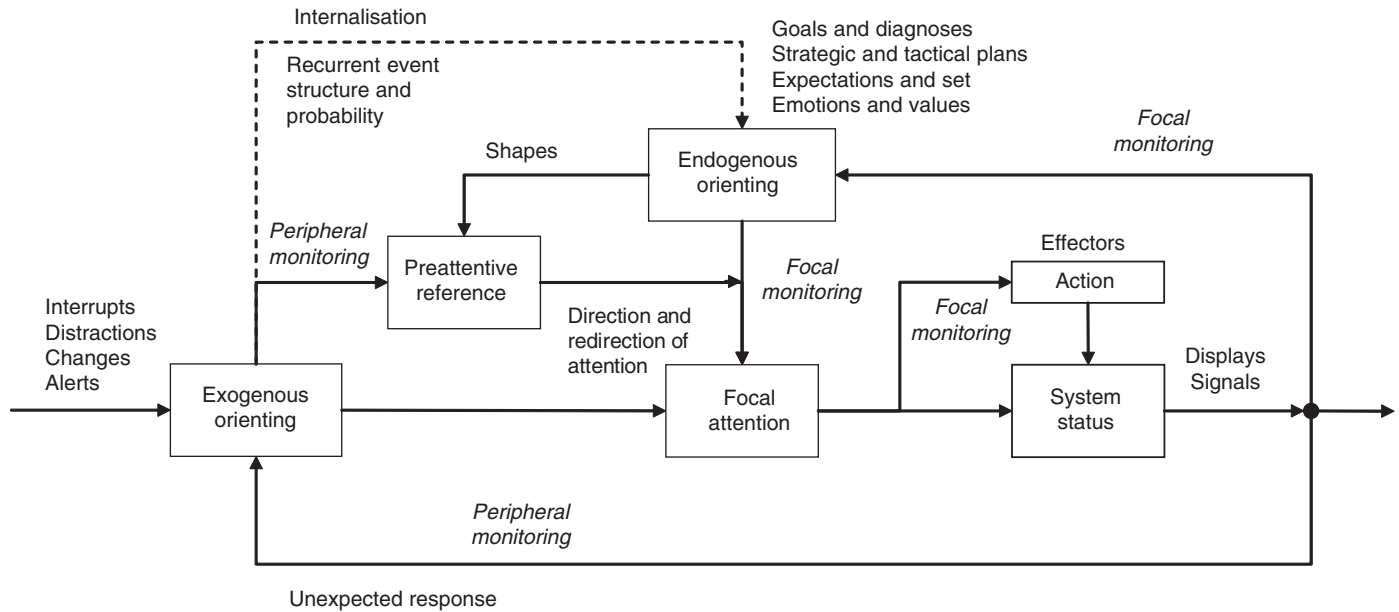 Internalisation
Recurrent event
structure and
probability
Goals and diagnoses
Strategic and tactical plans
Expectations and set
Emotions and values
Focal
monitoring
Shapes
Endogenous
orienting
Peripheral
monitoring
Preattentive
reference
Focal
monitoring
Effectors
Action
Interrupts
Distractions
Changes
Alerts
Direction and
redirection of
attention
Focal
monitoring
Displays
Signals
Exogenous
orienting
Focal
attention
System
status
Peripheral
monitoring
Unexpected response